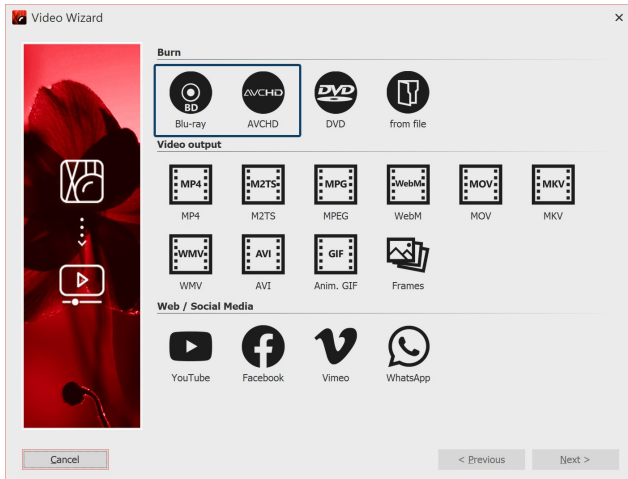 Video Wizard
Burn
BD AVCHD DVD
Blu-ray AVCHD DVD from file
Video output
MP4 M2TS MPG WebM MOV MKV
MP4 M2TS MPEG WebM MOV MKV
WMV AVI GIF
WMV AVI Anim. GIF Frames
Web / Social Media
YouTube Facebook Vimeo WhatsApp
Cancel < Previous Next >